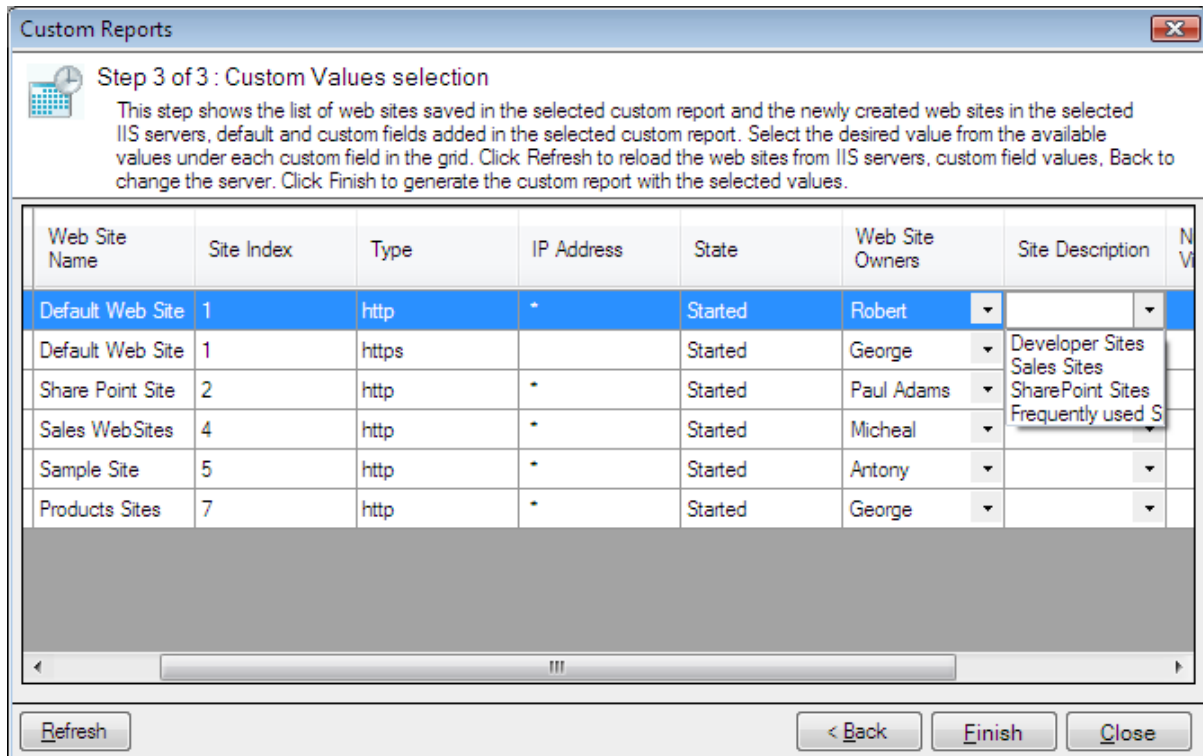 Custom Reports
Step 3 of 3 : Custom Values selection
This step shows the list of web sites saved in the selected custom report and the newly created web sites in the selected
IIS servers, default and custom fields added in the selected custom report. Select the desired value from the available
values under each custom field in the grid. Click Refresh to reload the web sites from IIS servers, custom field values, Back to
change the server. Click Finish to generate the custom report with the selected values.
Web Site Name Site Index Type IP Address State Web Site Owners Site Description
Default Web Site 1 http * Started Robert
Default Web Site 1 https Started George Developer Sites
Sales Sites
Share Point Site 2 http * Started Paul Adams SharePoint Sites
Frequently used S
Sales WebSites 4 http * Started Micheal
Sample Site 5 http * Started Antony
Products Sites 7 http * Started George
Refresh < Back Finish Close